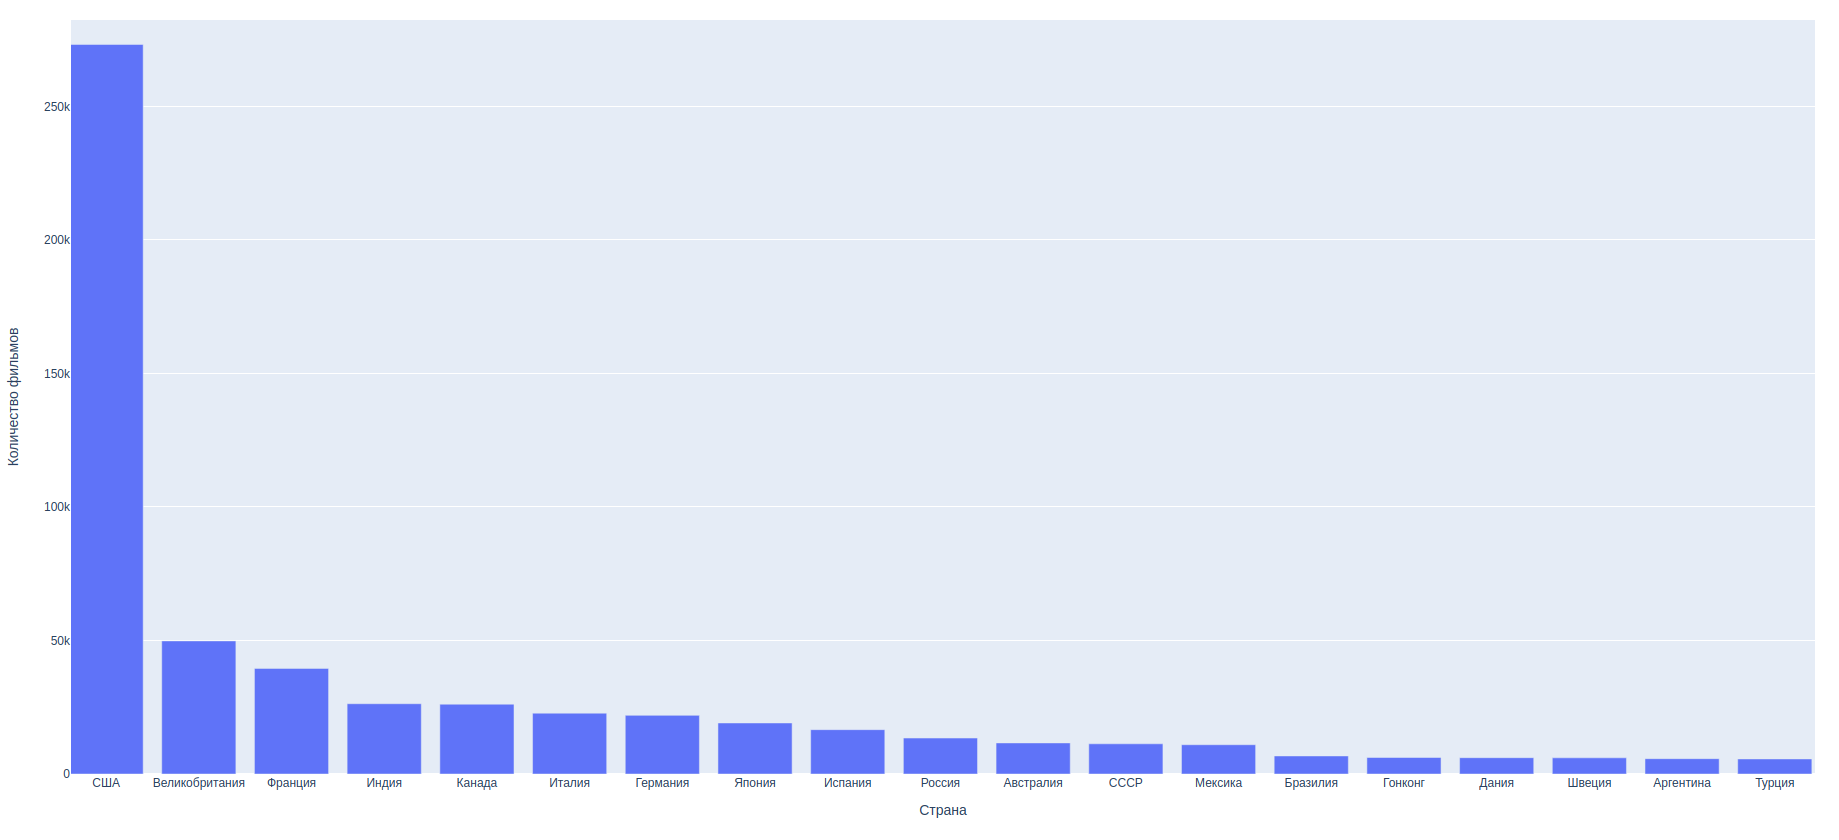 Количество фильмов
250k
200k
150k
100k
50k
0
США Великобритания Франция Индия Канада Италия Германия Япония Испания Россия Австралия СССР Мексика Бразилия Гонконг Дания Швеция Аргентина Турция
Страна